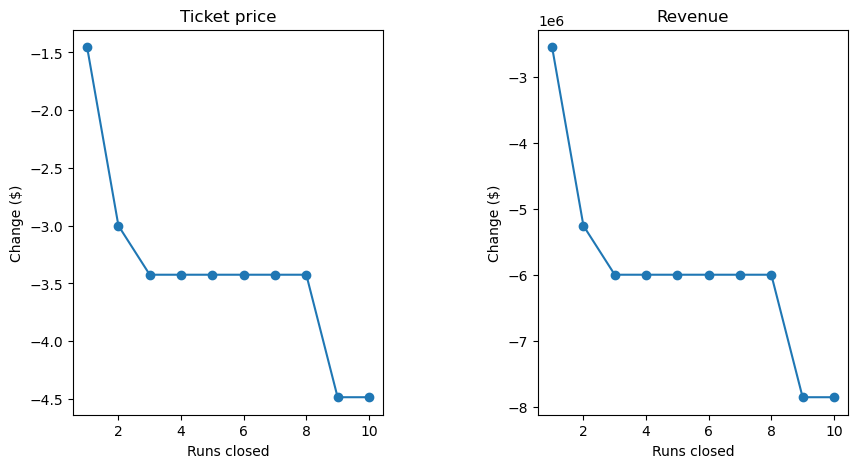 Ticket price
Change ($)
−1.5
−2.0
−2.5
−3.0
−3.5
−4.0
−4.5
2 4 6 8 10
Runs closed
Revenue
1e6
Change ($)
−3
−4
−5
−6
−7
−8
2 4 6 8 10
Runs closed